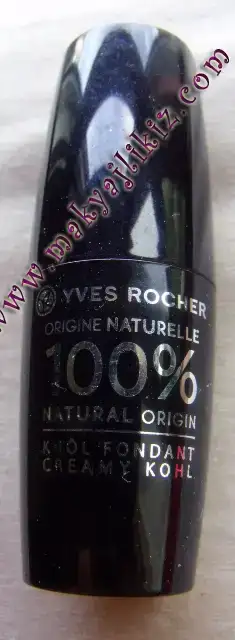 www.makyajlikiz.com
YVES ROCHER
ORIGINE NATURELLE
100%
NATURAL ORIGIN
KHÔL FONDANT
CREAMY KOHL